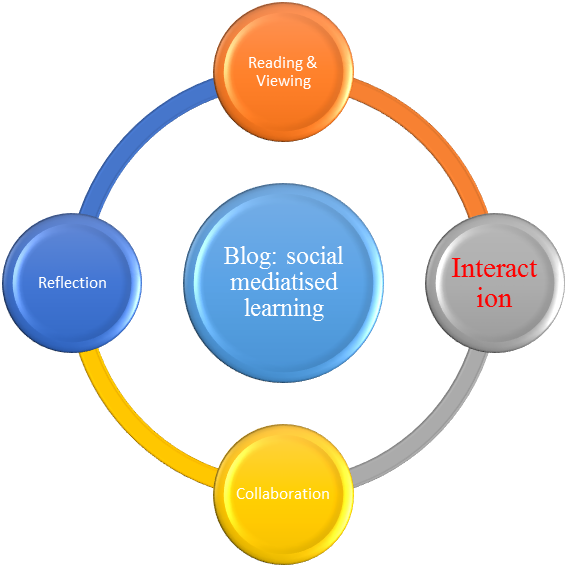 Reading &
Viewing
Blog: social
mediatised
learning
Interact
ion
Reflection
Collaboration